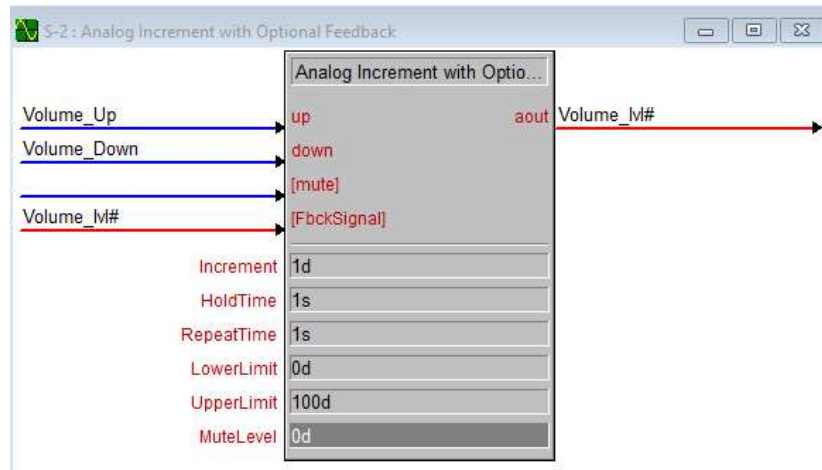 S-2 : Analog Increment with Optional Feedback
Analog Increment with Optio...
Volume_Up up aout Volume_lvl#
Volume_Down down
[mute]
Volume_lvl# [FbckSignal]
Increment 1d
HoldTime 1s
RepeatTime 1s
LowerLimit 0d
UpperLimit 100d
MuteLevel 0d